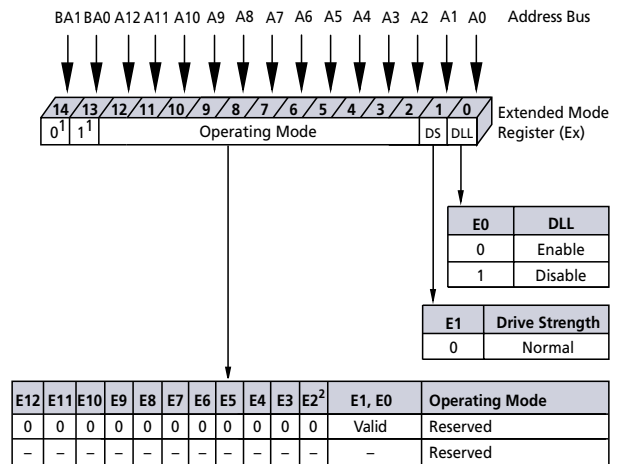 BA1 BA0 A12 A11 A10 A9 A8 A7 A6 A5 A4 A3 A2 A1 A0 Address Bus
14 13 12 11 10 9 8 7 6 5 4 3 2 1 0 Extended Mode
0¹ 1¹ Operating Mode DS DLL Register (Ex)
E0 DLL
0 Enable
1 Disable
E1 Drive Strength
0 Normal
E12 E11 E10 E9 E8 E7 E6 E5 E4 E3 E2² E1, E0 Operating Mode
0 0 0 0 0 0 0 0 0 0 0 Valid Reserved
– – – – – – – – – – – – Reserved